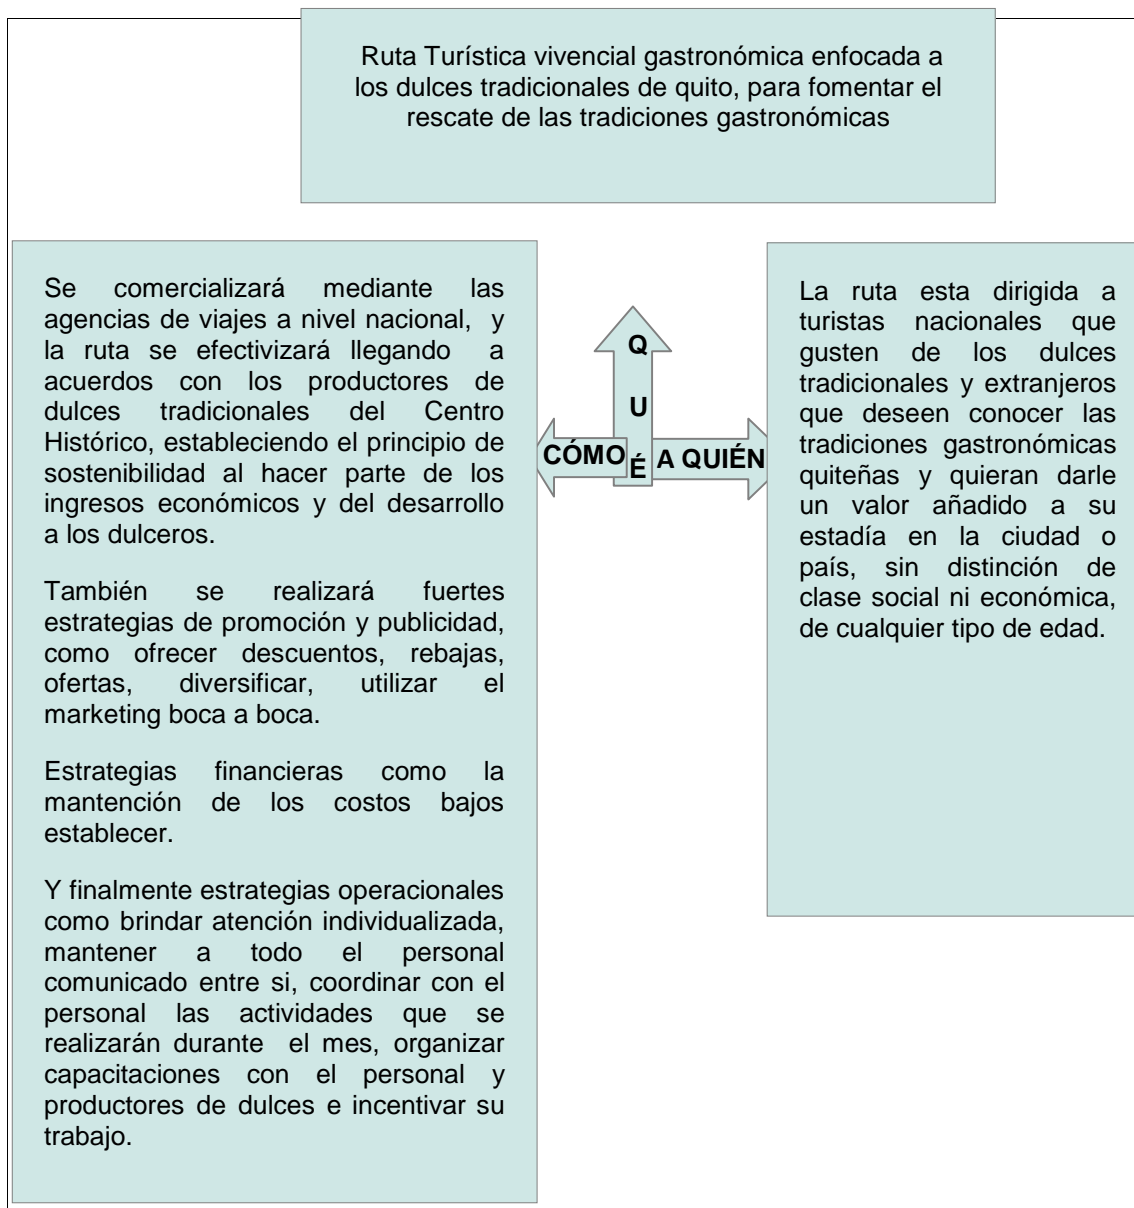 Ruta Turística vivencial gastronómica enfocada a
los dulces tradicionales de quito, para fomentar el
rescate de las tradiciones gastronómicas
Se comercializará mediante las
agencias de viajes a nivel nacional, y
la ruta se efectivizará llegando a
acuerdos con los productores de
dulces tradicionales del Centro
Histórico, estableciendo el principio de
sostenibilidad al hacer parte de los
ingresos económicos y del desarrollo
a los dulceros.
También se realizará fuertes
estrategias de promoción y publicidad,
como ofrecer descuentos, rebajas,
ofertas, diversificar, utilizar el
marketing boca a boca.
Estrategias financieras como la
mantención de los costos bajos
establecer.
Y finalmente estrategias operacionales
como brindar atención individualizada,
mantener a todo el personal
comunicado entre si, coordinar con el
personal las actividades que se
realizarán durante el mes, organizar
capacitaciones con el personal y
productores de dulces e incentivar su
trabajo.
Q
U
É
CÓMO
A QUIÉN
La ruta esta dirigida a
turistas nacionales que
gusten de los dulces
tradicionales y extranjeros
que deseen conocer las
tradiciones gastronómicas
quiteñas y quieran darle
un valor añadido a su
estadía en la ciudad o
país, sin distinción de
clase social ni económica,
de cualquier tipo de edad.